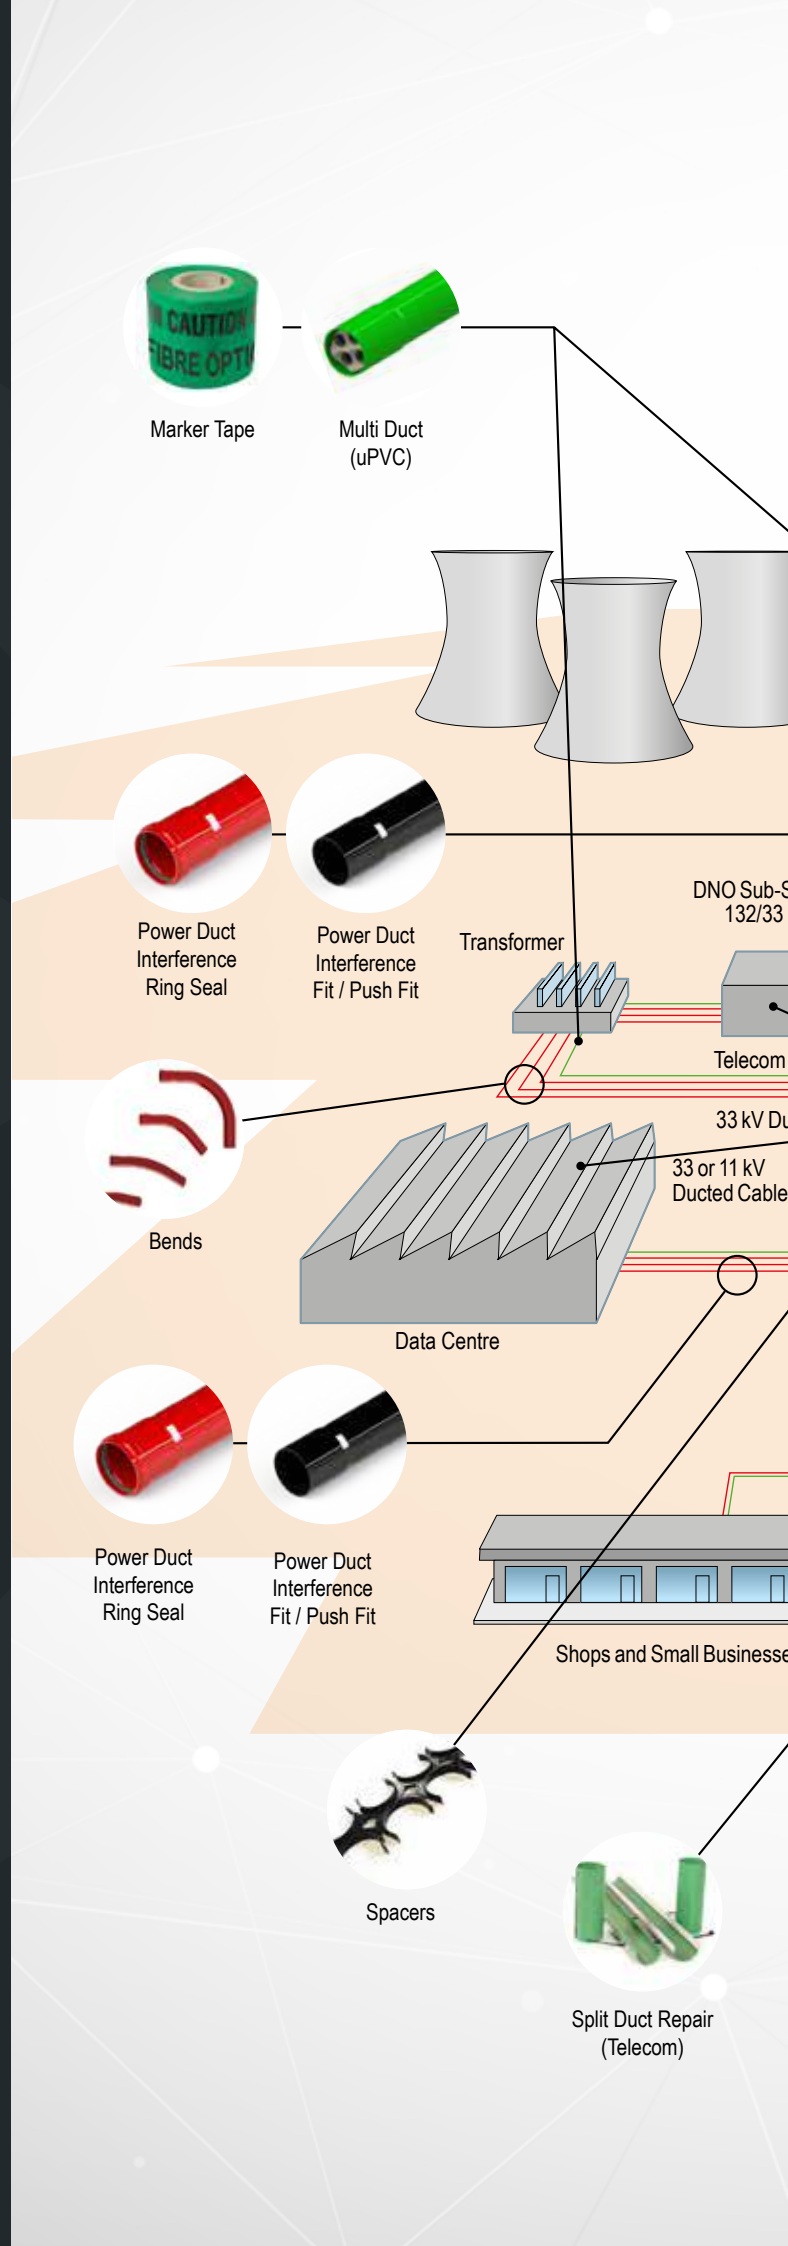 CAUTION
FIBRE OPTI
Marker Tape
Multi Duct
(uPVC)
Power Duct
Interference
Ring Seal
Power Duct
Interference
Fit / Push Fit
Transformer
DNO Sub-S
132/33
Telecom
33 kV Du
33 or 11 kV
Ducted Cable
Bends
Data Centre
Power Duct
Interference
Ring Seal
Power Duct
Interference
Fit / Push Fit
Shops and Small Businesse
Spacers
Split Duct Repair
(Telecom)